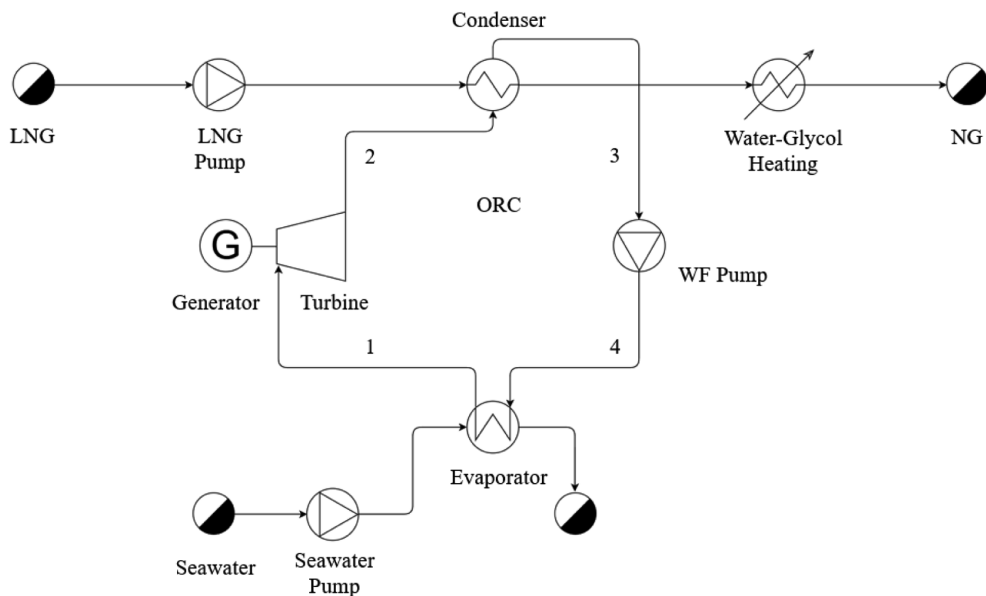 Condenser
LNG
LNG
Pump
Water-Glycol
Heating
NG
2
3
ORC
G
Generator
Turbine
WF Pump
1
4
Evaporator
Seawater
Seawater
Pump